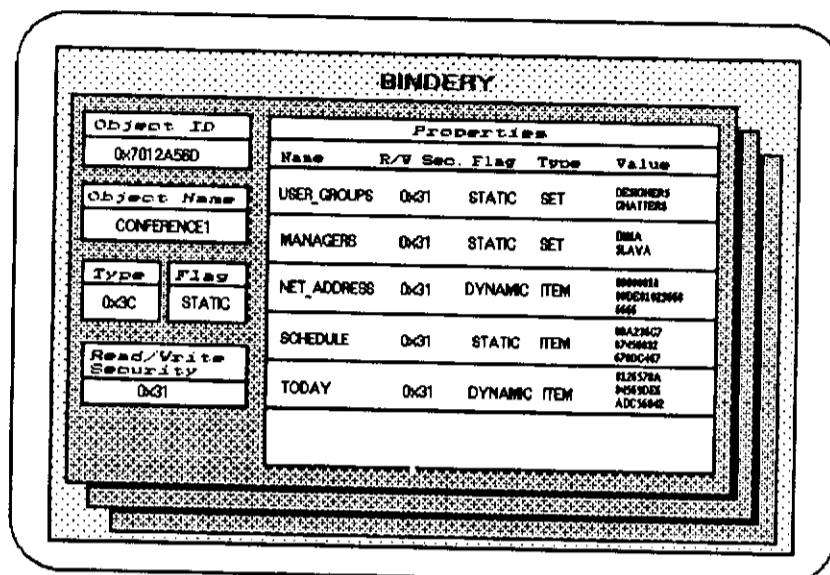 BINDERY
Object ID
0x7012A56D
Object Name
CONFERENCE1
Type Flag
0x3C STATIC
Read/Write
Security
0x31
Properties
Name R/W Sec. Flag Type Value
USER_GROUPS 0x31 STATIC SET DESIGNERS
CHATTERS
MANAGERS 0x31 STATIC SET DIMA
SLAVA
NET_ADDRESS 0x31 DYNAMIC ITEM
SCHEDULE 0x31 STATIC ITEM
TODAY 0x31 DYNAMIC ITEM